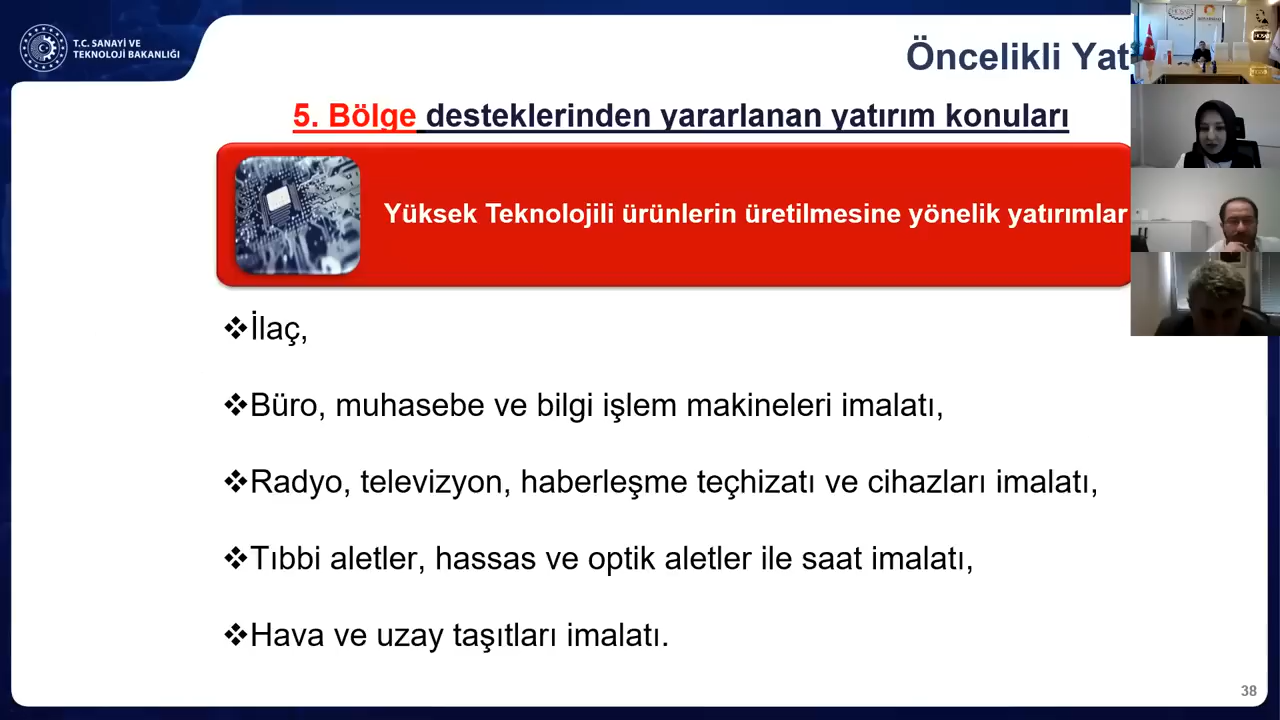 T.C. SANAYİ VE
TEKNOLOJİ BAKANLIĞI
Öncelikli Yat
5. Bölge desteklerinden yararlanan yatırım konuları
Yüksek Teknolojili ürünlerin üretilmesine yönelik yatırımlar
❖İlaç,
❖Büro, muhasebe ve bilgi işlem makineleri imalatı,
❖Radyo, televizyon, haberleşme teçhizatı ve cihazları imalatı,
❖Tıbbi aletler, hassas ve optik aletler ile saat imalatı,
❖Hava ve uzay taşıtları imalatı.
38